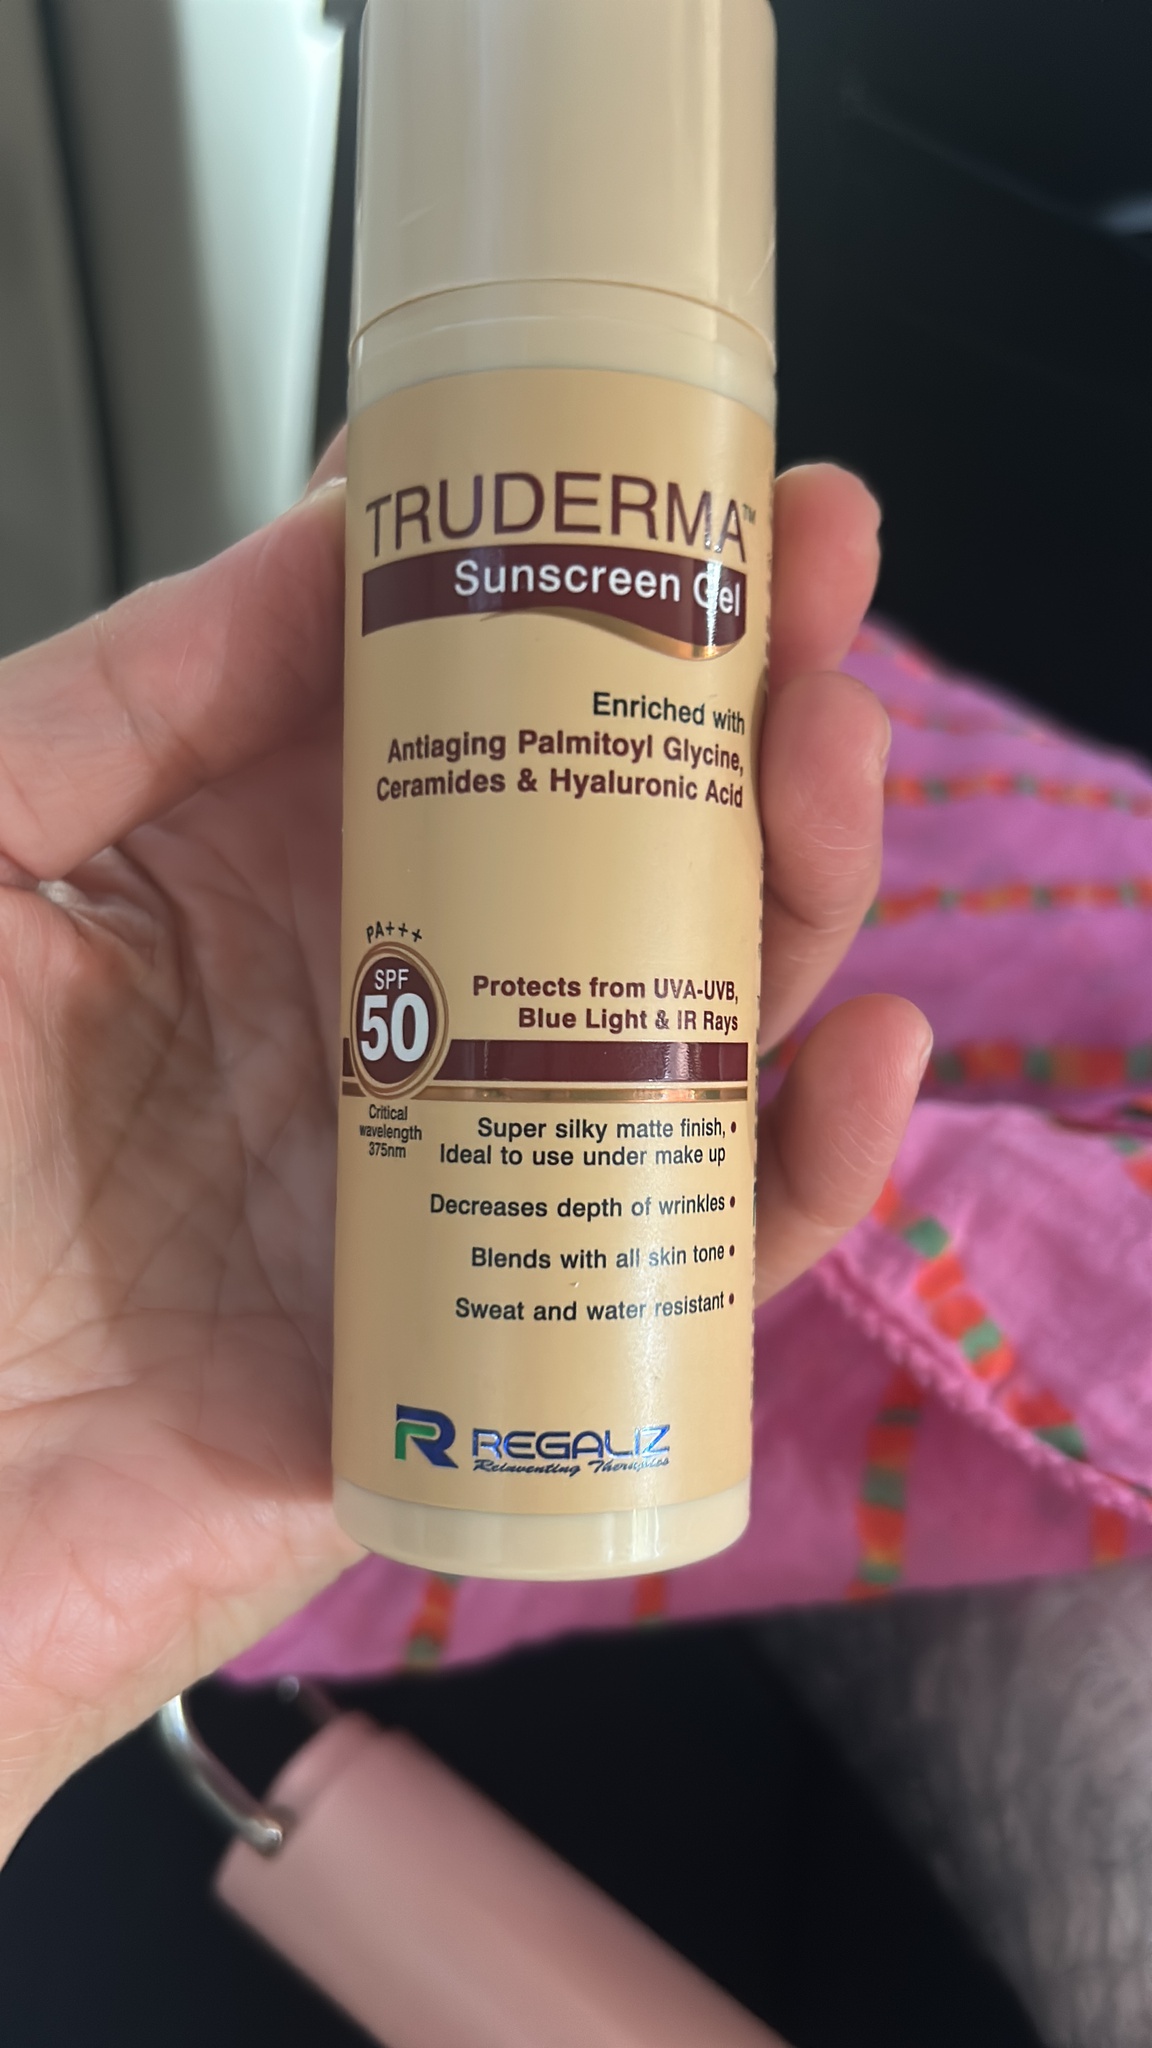 TRUDERMA™
Sunscreen Gel
Enriched with
Antiaging Palmitoyl Glycine,
Ceramides & Hyaluronic Acid
PA+++
SPF
50
Critical
wavelength
375nm
Protects from UVA-UVB,
Blue Light & IR Rays
Super silky matte finish, •
Ideal to use under make up
Decreases depth of wrinkles •
Blends with all skin tone •
Sweat and water resistant •
R REGALIZ
Reinventing Therapies